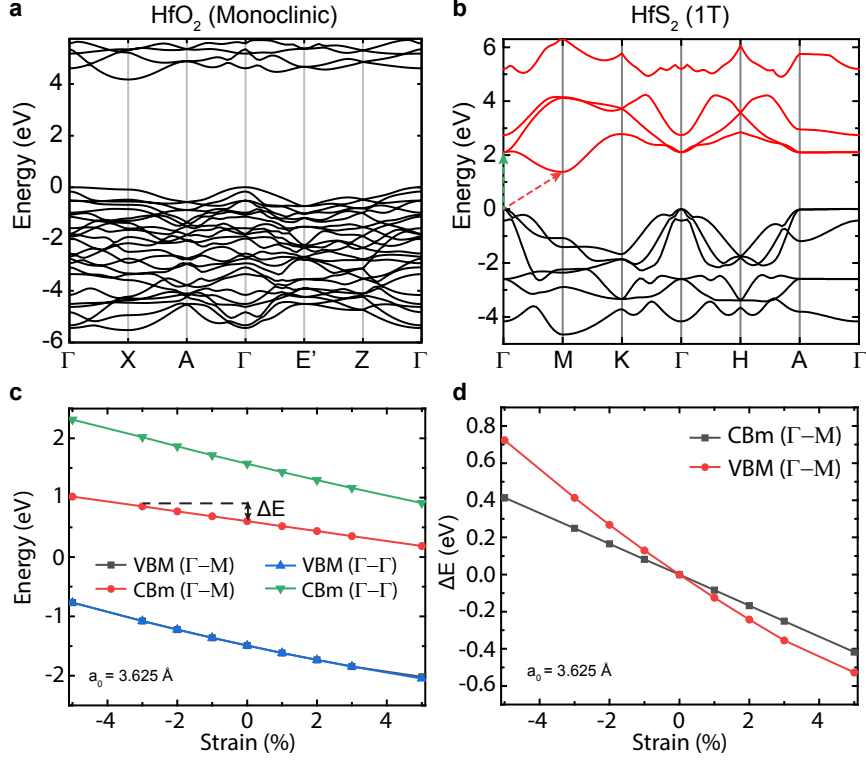 a
HfO₂ (Monoclinic)
Energy (eV)
4
2
0
-2
-4
-6
Γ X A Γ E' Z Γ
b
HfS₂ (1T)
Energy (eV)
6
4
2
0
-2
-4
Γ M K Γ H A Γ
c
Energy (eV)
2
1
0
-1
-2
ΔE
VBM (Γ−M) VBM (Γ−Γ)
CBm (Γ−M) CBm (Γ−Γ)
a₀ = 3.625 Å
-4 -2 0 2 4
Strain (%)
d
ΔE (eV)
0.8
0.6
0.4
0.2
0.0
-0.2
-0.4
-0.6
CBm (Γ−M)
VBM (Γ−M)
-4 -2 0 2 4
Strain (%)